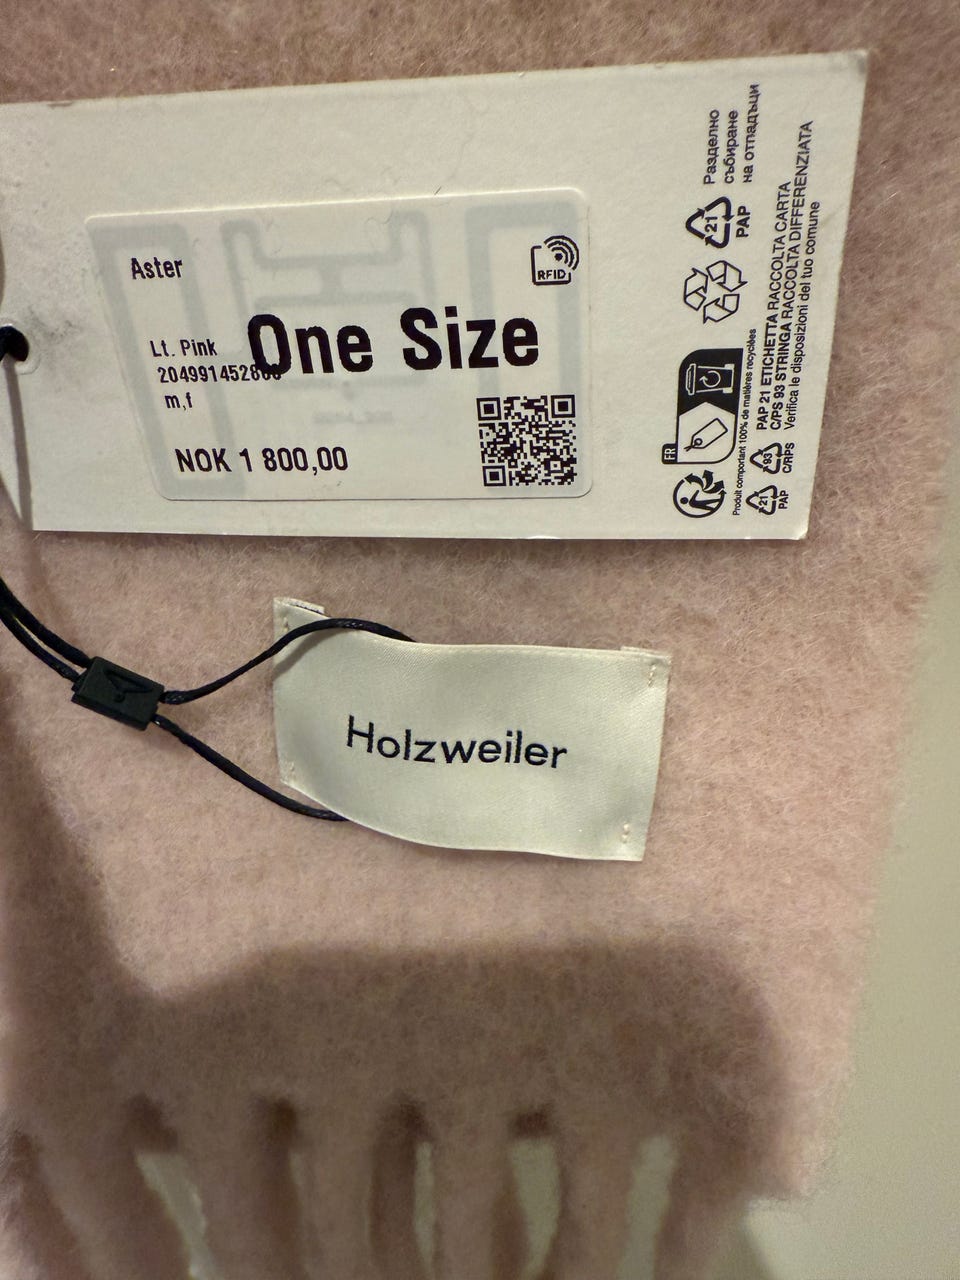 Aster
RFID
Lt. Pink
One Size
m,f
NOK 1 800,00
Разделно
събиране
на отпадъци
21
PAP
FR
Produit comportant 100% de matières recyclées
PAP 21 ETICHETTA RACCOLTA CARTA
C/PS 93 STRINGA RACCOLTA DIFFERENZIATA
Verifica le disposizioni del tuo comune
21
PAP
93
C/RPS
Holzweiler